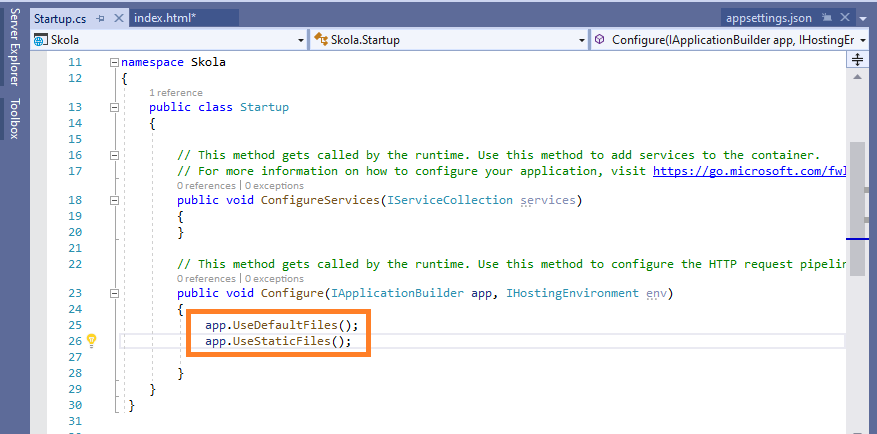 Server Explorer
Toolbox
Startup.cs
index.html*
appsettings.json
Skola
Skola.Startup
Configure(IApplicationBuilder app, IHostingEr
11 namespace Skola
12 {
1 reference
13 public class Startup
14 {
15
16 // This method gets called by the runtime. Use this method to add services to the container.
17 // For more information on how to configure your application, visit https://go.microsoft.com/fwl
0 references | 0 exceptions
18 public void ConfigureServices(IServiceCollection services)
19 {
20 }
21
22 // This method gets called by the runtime. Use this method to configure the HTTP request pipelin
0 references | 0 exceptions
23 public void Configure(IApplicationBuilder app, IHostingEnvironment env)
24 {
25 app.UseDefaultFiles();
26 app.UseStaticFiles();
27
28 }
29 }
30 }
31